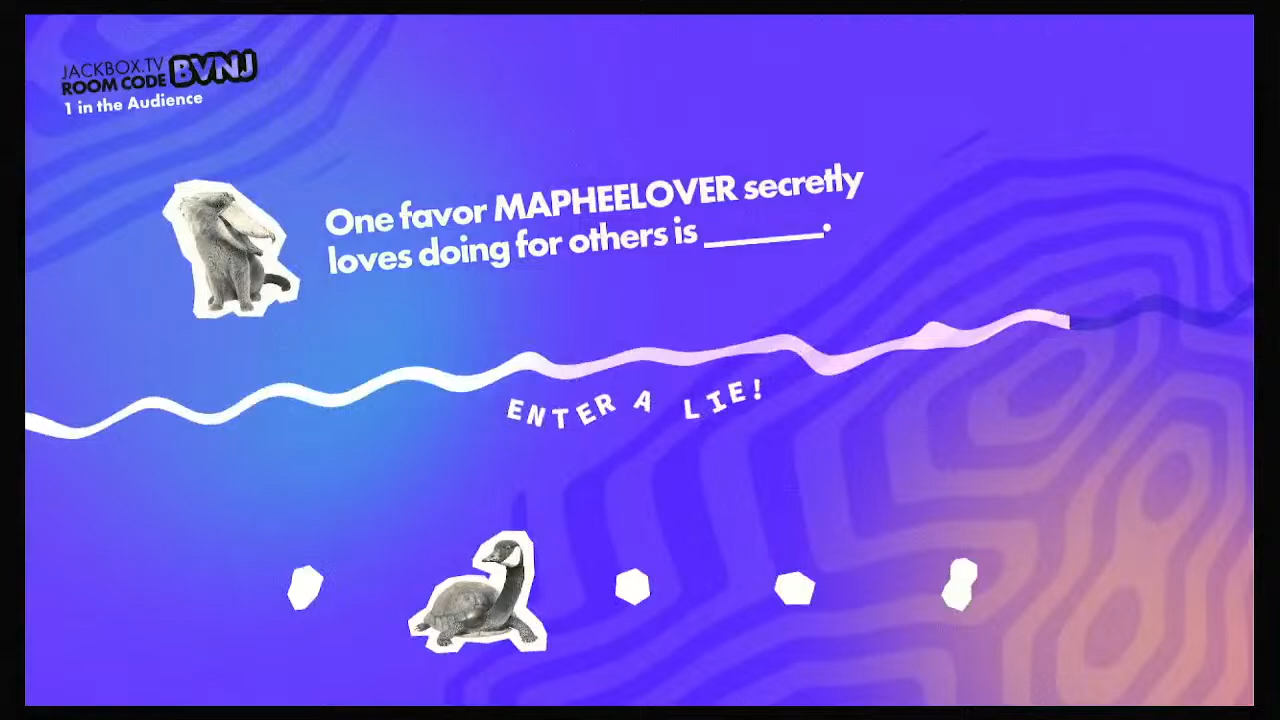 JACKBOX.TV
ROOM CODE BVNJ
1 in the Audience
One favor MAPHEELOVER secretly
loves doing for others is ______.
ENTER A LIE!